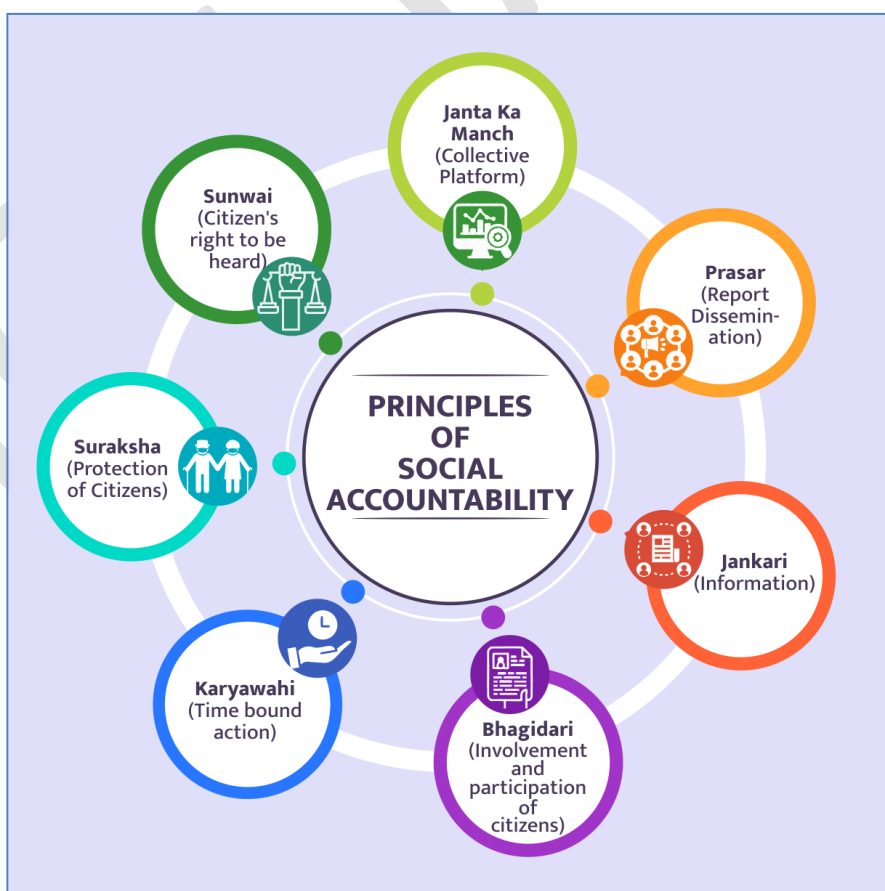 Janta Ka
Manch
(Collective
Platform)
Sunwai
(Citizen's
right to be
heard)
Prasar
(Report
Dissemin-
ation)
PRINCIPLES
OF
SOCIAL
ACCOUNTABILITY
Suraksha
(Protection
of Citizens)
Jankari
(Information)
Karyawahi
(Time bound
action)
Bhagidari
(Involvement
and
participation
of
citizens)